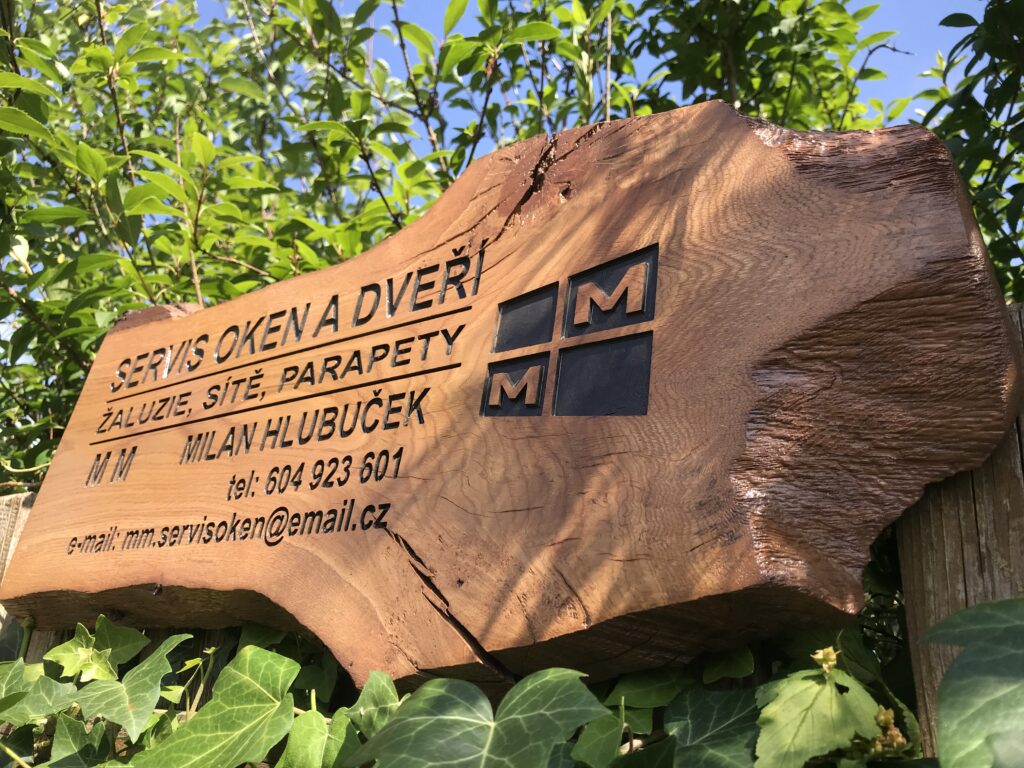 SERVIS OKEN A DVEŘÍ
ŽALUZIE, SÍTĚ, PARAPETY
M M MILAN HLUBUČEK
tel: 604 923 601
e-mail: mm.servisoken@email.cz
M
M